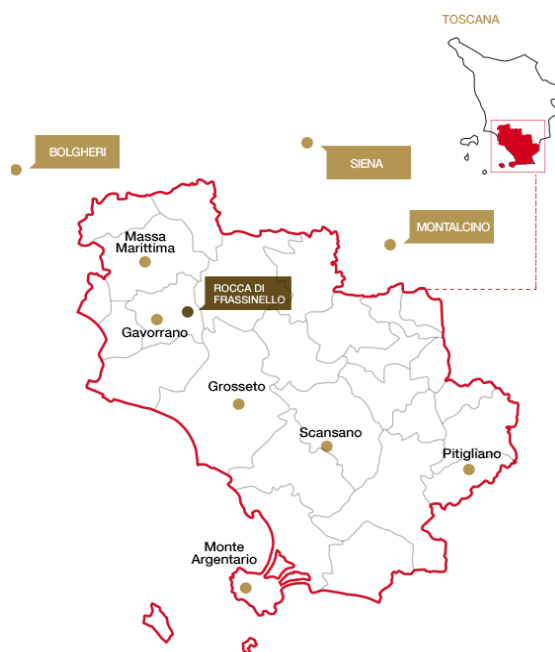 TOSCANA
BOLGHERI
SIENA
MONTALCINO
Massa
Marittima
ROCCA DI
FRASSINELLO
Gavorrano
Grosseto
Scansano
Pitigliano
Monte
Argentario